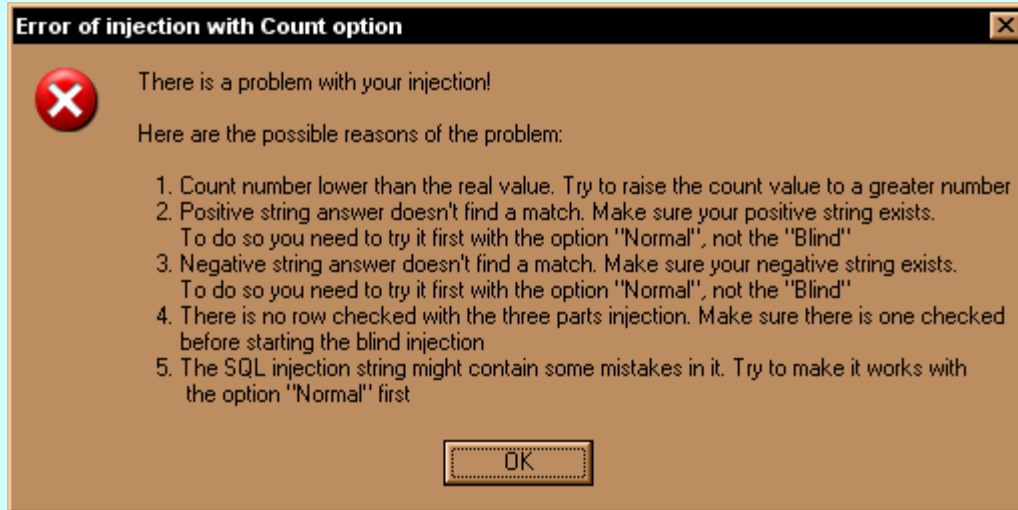 Error of injection with Count option
There is a problem with your injection!
Here are the possible reasons of the problem:
1. Count number lower than the real value. Try to raise the count value to a greater number
2. Positive string answer doesn't find a match. Make sure your positive string exists.
To do so you need to try it first with the option "Normal", not the "Blind"
3. Negative string answer doesn't find a match. Make sure your negative string exists.
To do so you need to try it first with the option "Normal", not the "Blind"
4. There is no row checked with the three parts injection. Make sure there is one checked
before starting the blind injection
5. The SQL injection string might contain some mistakes in it. Try to make it works with
the option "Normal" first
OK